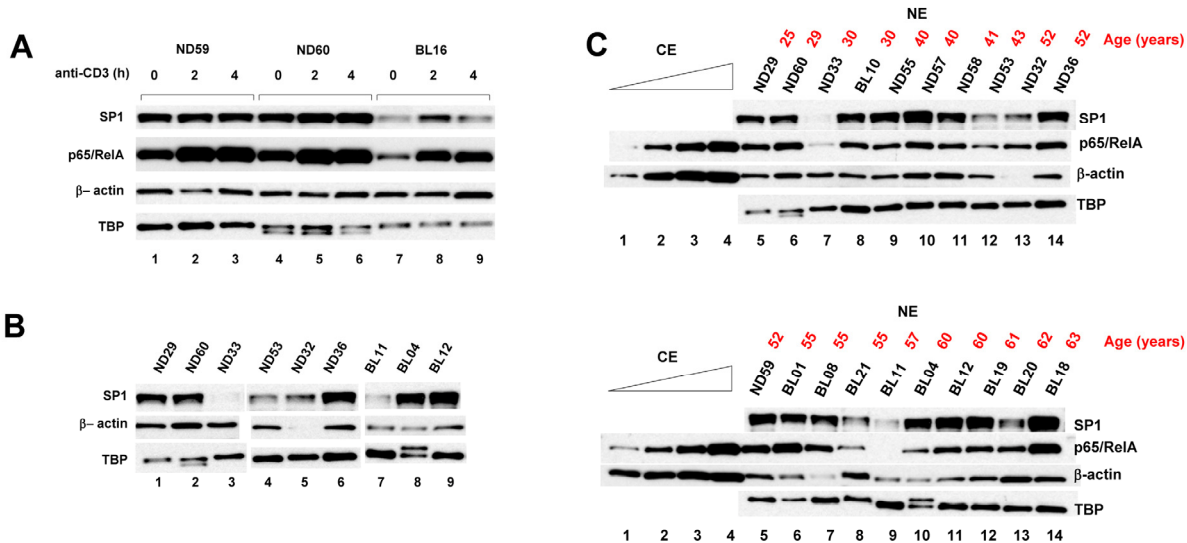 A
ND59 ND60 BL16
anti-CD3 (h) 0 2 4 0 2 4 0 2 4
SP1
p65/RelA
β– actin
TBP
1 2 3 4 5 6 7 8 9
B
ND29 ND60 ND33 ND53 ND32 ND36 BL11 BL04 BL12
SP1
β– actin
TBP
1 2 3 4 5 6 7 8 9
C
NE
CE
25 29 30 30 40 40 41 43 52 52 Age (years)
ND29 ND60 ND33 BL10 ND55 ND57 ND58 ND53 ND32 ND36
SP1
p65/RelA
β-actin
TBP
1 2 3 4 5 6 7 8 9 10 11 12 13 14
NE
CE
52 55 55 55 57 60 60 61 62 63 Age (years)
ND59 BL01 BL08 BL21 BL11 BL04 BL12 BL19 BL20 BL18
SP1
p65/RelA
β-actin
TBP
1 2 3 4 5 6 7 8 9 10 11 12 13 14